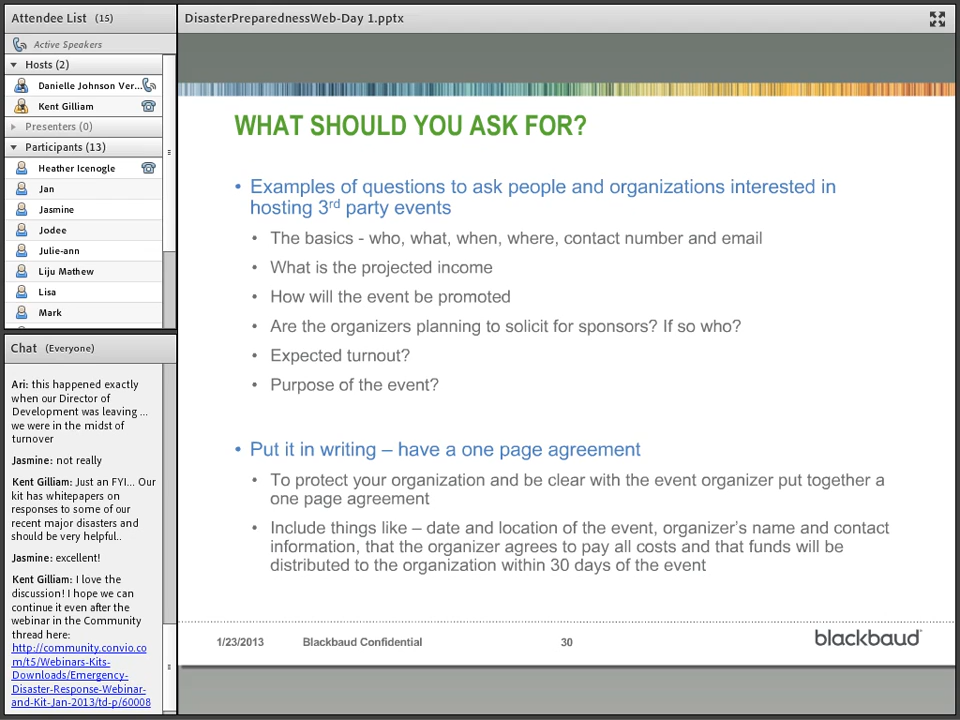 Attendee List (15)
Active Speakers
Hosts (2)
Danielle Johnson Ver...
Kent Gilliam
Presenters (0)
Participants (13)
Heather Icenogle
Jan
Jasmine
Jodee
Julie-ann
Liju Mathew
Lisa
Mark
Chat (Everyone)
Ari: this happened exactly
when our Director of
Development was leaving ...
we were in the midst of
turnover
Jasmine: not really
Kent Gilliam: Just an FYI... Our
kit has whitepapers on
responses to some of our
recent major disasters and
should be very helpful..
Jasmine: excellent!
Kent Gilliam: I love the
discussion! I hope we can
continue it even after the
webinar in the Community
thread here:
http://community.convio.co
m/t5/Webinars-Kits-
Downloads/Emergency-
Disaster-Response-Webinar-
and-Kit-Jan-2013/td-p/60008
DisasterPreparednessWeb-Day 1.pptx
WHAT SHOULD YOU ASK FOR?
• Examples of questions to ask people and organizations interested in
hosting 3rd party events
• The basics - who, what, when, where, contact number and email
• What is the projected income
• How will the event be promoted
• Are the organizers planning to solicit for sponsors? If so who?
• Expected turnout?
• Purpose of the event?
• Put it in writing – have a one page agreement
• To protect your organization and be clear with the event organizer put together a
one page agreement
• Include things like – date and location of the event, organizer's name and contact
information, that the organizer agrees to pay all costs and that funds will be
distributed to the organization within 30 days of the event
1/23/2013 Blackbaud Confidential 30
blackbaud